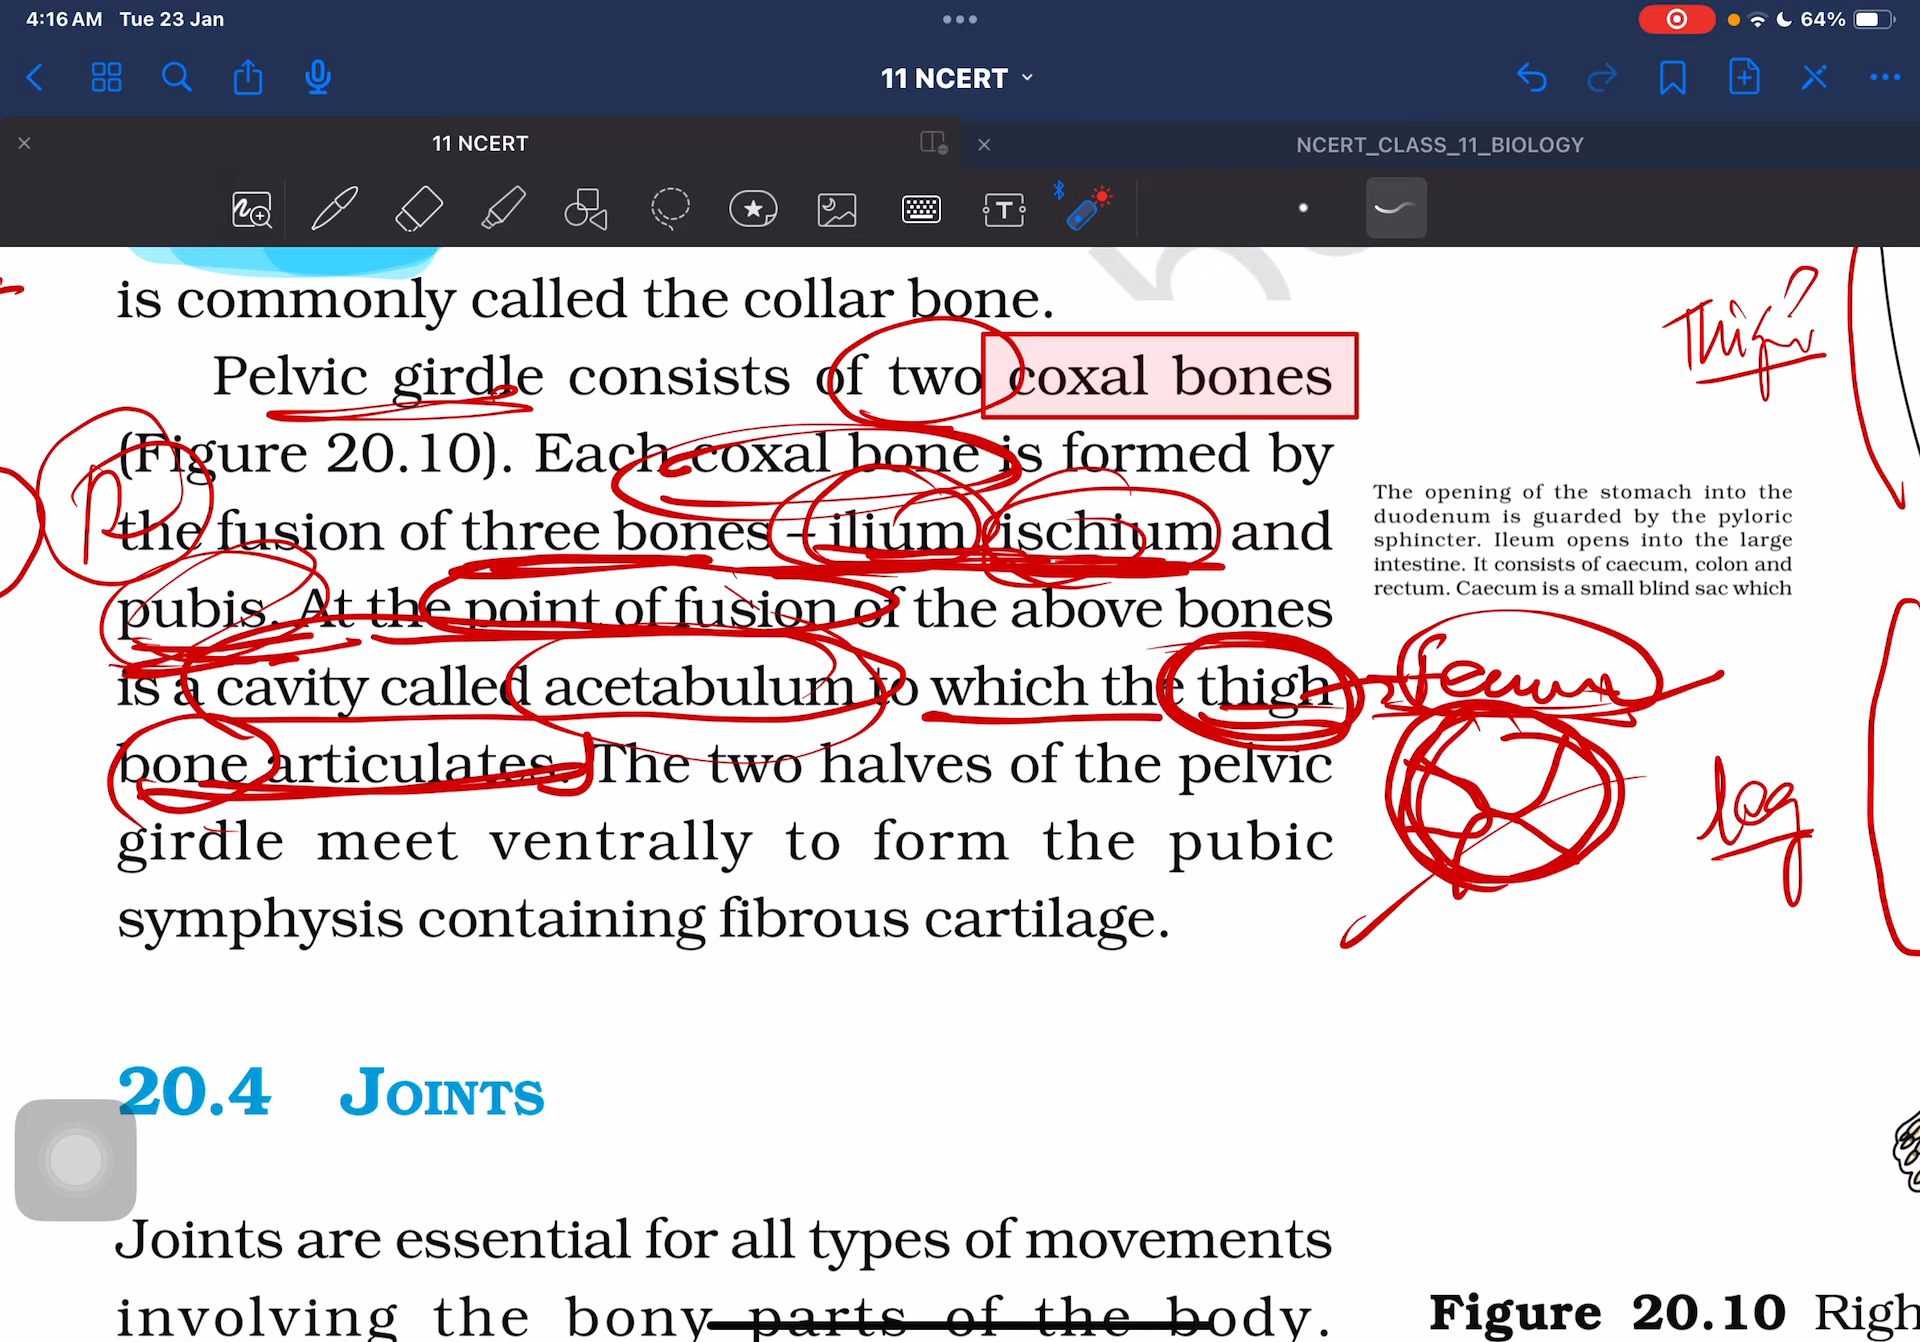 4:16 AM Tue 23 Jan
64%
11 NCERT
11 NCERT
NCERT_CLASS_11_BIOLOGY
is commonly called the collar bone.
Pelvic girdle consists of two coxal bones
(Figure 20.10). Each coxal bone is formed by
the fusion of three bones – ilium, ischium and
pubis. At the point of fusion of the above bones
is a cavity called acetabulum to which the thigh
bone articulates. The two halves of the pelvic
girdle meet ventrally to form the pubic
symphysis containing fibrous cartilage.
The opening of the stomach into the
duodenum is guarded by the pyloric
sphincter. Ileum opens into the large
intestine. It consists of caecum, colon and
rectum. Caecum is a small blind sac which
leg
20.4 JOINTS
Joints are essential for all types of movements
involving the bony parts of the body.
Figure 20.10 Righ